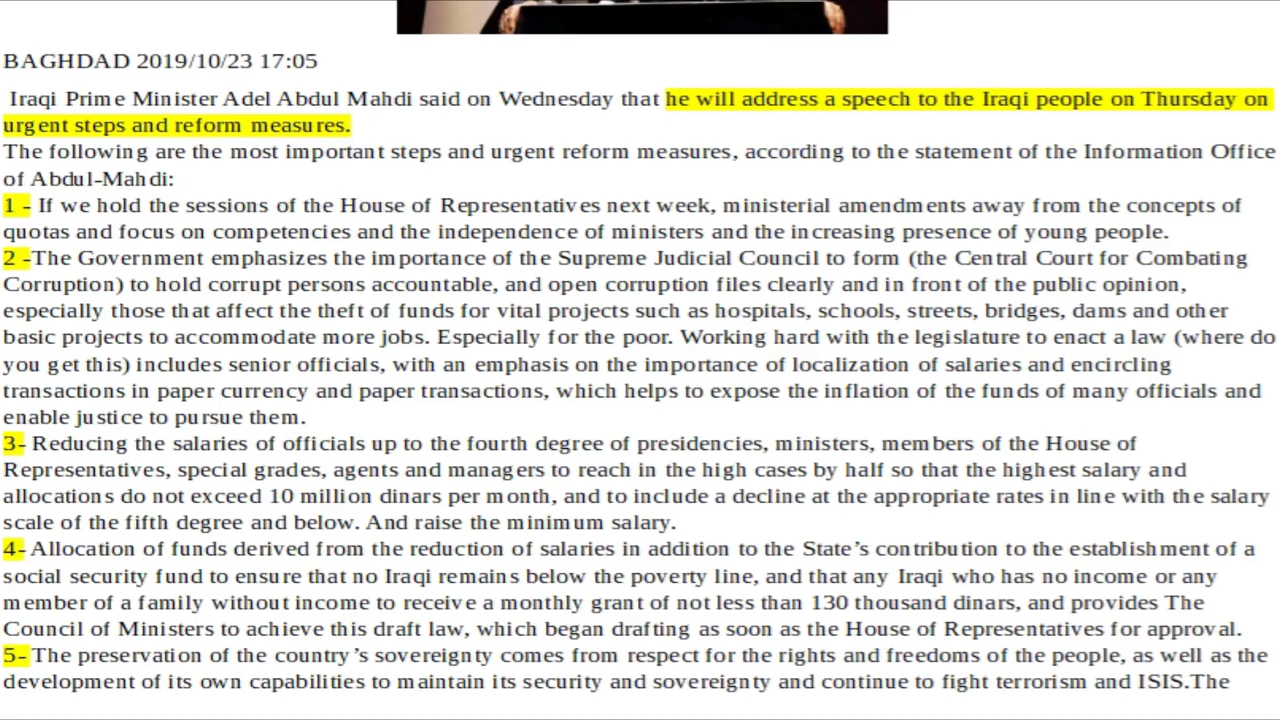 BAGHDAD 2019/10/23 17:05
Iraqi Prime Minister Adel Abdul Mahdi said on Wednesday that he will address a speech to the Iraqi people on Thursday on
urgent steps and reform measures.
The following are the most important steps and urgent reform measures, according to the statement of the Information Office
of Abdul-Mahdi:
1 - If we hold the sessions of the House of Representatives next week, ministerial amendments away from the concepts of
quotas and focus on competencies and the independence of ministers and the increasing presence of young people.
2 -The Government emphasizes the importance of the Supreme Judicial Council to form (the Central Court for Combating
Corruption) to hold corrupt persons accountable, and open corruption files clearly and in front of the public opinion,
especially those that affect the theft of funds for vital projects such as hospitals, schools, streets, bridges, dams and other
basic projects to accommodate more jobs. Especially for the poor. Working hard with the legislature to enact a law (where do
you get this) includes senior officials, with an emphasis on the importance of localization of salaries and encircling
transactions in paper currency and paper transactions, which helps to expose the inflation of the funds of many officials and
enable justice to pursue them.
3- Reducing the salaries of officials up to the fourth degree of presidencies, ministers, members of the House of
Representatives, special grades, agents and managers to reach in the high cases by half so that the highest salary and
allocations do not exceed 10 million dinars per month, and to include a decline at the appropriate rates in line with the salary
scale of the fifth degree and below. And raise the minimum salary.
4- Allocation of funds derived from the reduction of salaries in addition to the State’s contribution to the establishment of a
social security fund to ensure that no Iraqi remains below the poverty line, and that any Iraqi who has no income or any
member of a family without income to receive a monthly grant of not less than 130 thousand dinars, and provides The
Council of Ministers to achieve this draft law, which began drafting as soon as the House of Representatives for approval.
5- The preservation of the country’s sovereignty comes from respect for the rights and freedoms of the people, as well as the
development of its own capabilities to maintain its security and sovereignty and continue to fight terrorism and ISIS.The